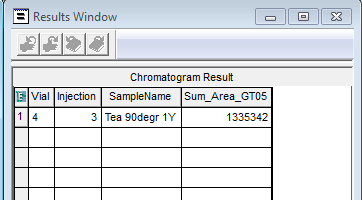 Results Window
Chromatogram Result
Vial Injection SampleName Sum_Area_GT05
1 4 3 Tea 90degr 1Y 1335342